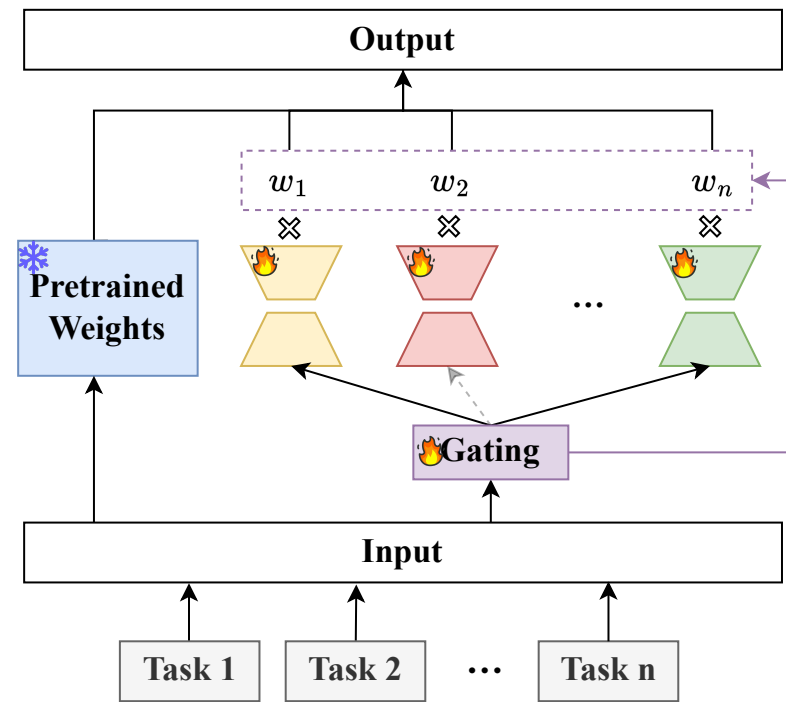 Output
w₁ w₂ wₙ
Pretrained
Weights
...
Gating
Input
Task 1 Task 2 ... Task n